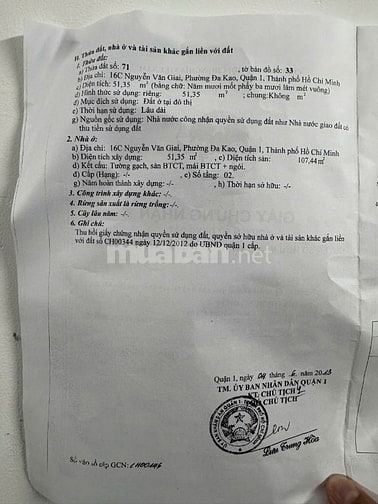 II. Thửa đất, nhà ở và tài sản khác gắn liền với đất
1. Thửa đất:
a) Thửa đất số: 71 , tờ bản đồ số: 33
b) Địa chỉ: 16C Nguyễn Văn Giai, Phường Đa Kao, Quận 1, Thành phố Hồ Chí Minh
c) Diện tích: 51,35 m² (bằng chữ: Năm mươi mốt phẩy ba mươi lăm mét vuông)
d) Hình thức sử dụng: riêng: 51,35 m² , chung: Không m²
đ) Mục đích sử dụng: Đất ở tại đô thị
e) Thời hạn sử dụng: Lâu dài
g) Nguồn gốc sử dụng: Nhà nước công nhận quyền sử dụng đất như Nhà nước giao đất có
thu tiền sử dụng đất
2. Nhà ở:
a) Địa chỉ: 16C Nguyễn Văn Giai, Phường Đa Kao, Quận 1, Thành phố Hồ Chí Minh
b) Diện tích xây dựng: 51,35 m² , c) Diện tích sàn: 107,44 m²
d) Kết cấu: Tường gạch, sàn BTCT, mái BTCT + ngói.
đ) Cấp (Hạng): -/- , e) Số tầng: 02.
g) Năm hoàn thành xây dựng: -/- , h) Thời hạn sở hữu: -/-
3. Công trình xây dựng khác: -/-
4. Rừng sản xuất là rừng trồng: -/-
5. Cây lâu năm: -/-
6. Ghi chú:
Thu hồi giấy chứng nhận quyền sử dụng đất, quyền sở hữu nhà ở và tài sản khác gắn liền
với đất số CH00344 ngày 12/12/2012 do UBND quận 1 cấp.
muaban.net
Quận 1, ngày tháng 6 năm 2013
TM. ỦY BAN NHÂN DÂN QUẬN 1
KT. CHỦ TỊCH
CHỦ TỊCH
Lưu Trung Hòa
Số vào sổ cấp GCN: